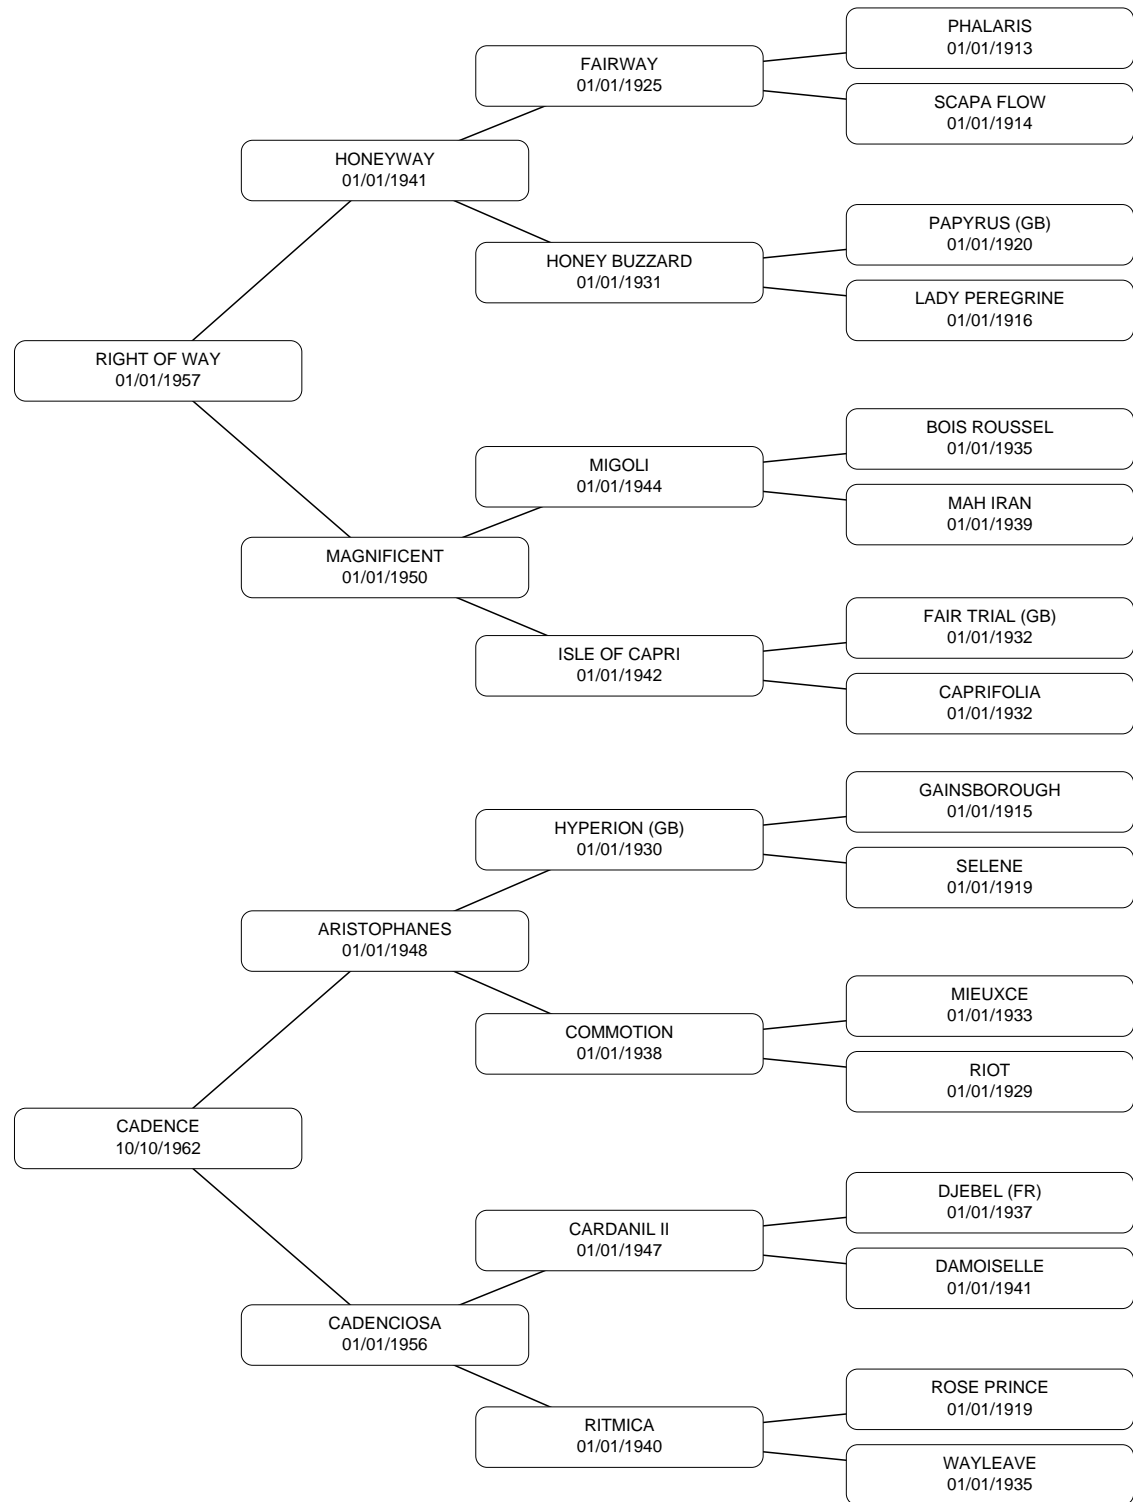 PHALARIS
01/01/1913
FAIRWAY
01/01/1925
SCAPA FLOW
01/01/1914
HONEYWAY
01/01/1941
PAPYRUS (GB)
01/01/1920
HONEY BUZZARD
01/01/1931
LADY PEREGRINE
01/01/1916
RIGHT OF WAY
01/01/1957
BOIS ROUSSEL
01/01/1935
MIGOLI
01/01/1944
MAH IRAN
01/01/1939
MAGNIFICENT
01/01/1950
FAIR TRIAL (GB)
01/01/1932
ISLE OF CAPRI
01/01/1942
CAPRIFOLIA
01/01/1932
GAINSBOROUGH
01/01/1915
HYPERION (GB)
01/01/1930
SELENE
01/01/1919
ARISTOPHANES
01/01/1948
MIEUXCE
01/01/1933
COMMOTION
01/01/1938
RIOT
01/01/1929
CADENCE
10/10/1962
DJEBEL (FR)
01/01/1937
CARDANIL II
01/01/1947
DAMOISELLE
01/01/1941
CADENCIOSA
01/01/1956
ROSE PRINCE
01/01/1919
RITMICA
01/01/1940
WAYLEAVE
01/01/1935